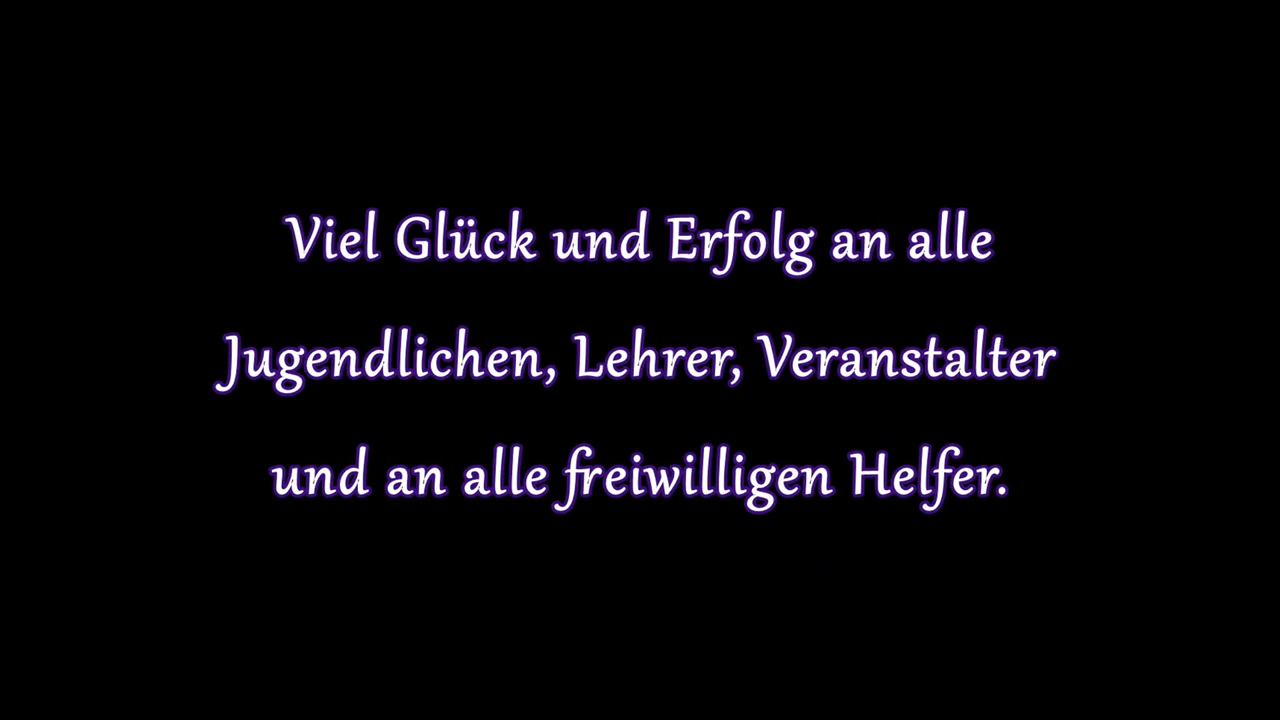 Viel Glück und Erfolg an alle
Jugendlichen, Lehrer, Veranstalter
und an alle freiwilligen Helfer.